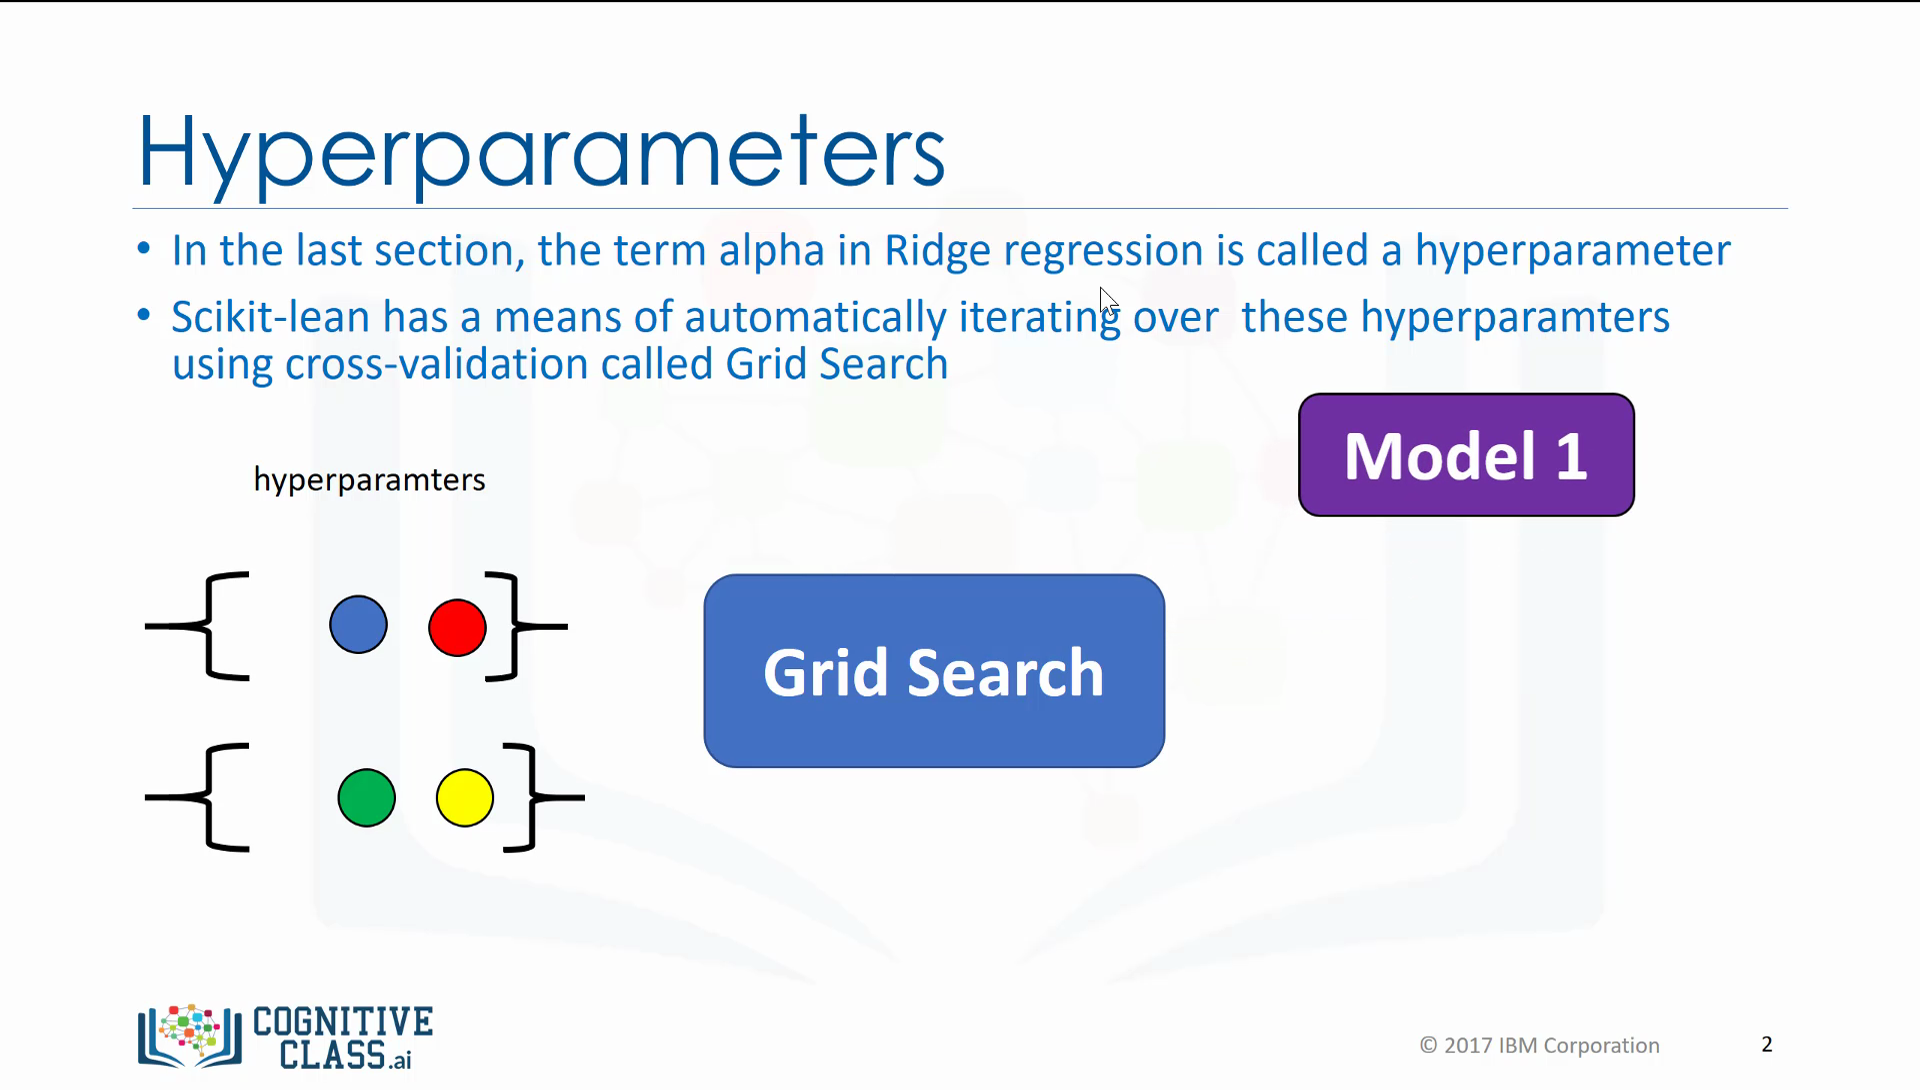 Hyperparameters
• In the last section, the term alpha in Ridge regression is called a hyperparameter
• Scikit-lean has a means of automatically iterating over  these hyperparamters
using cross-validation called Grid Search
Model 1
hyperparamters
Grid Search
COGNITIVE
CLASS.ai
© 2017 IBM Corporation
2